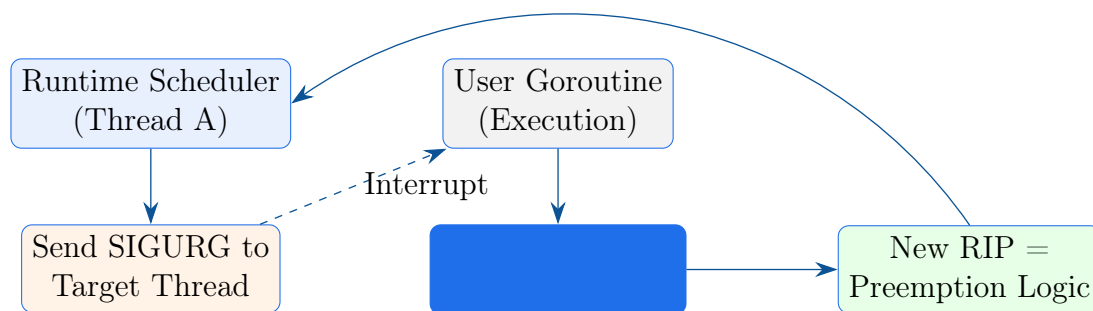 Runtime Scheduler
(Thread A)
User Goroutine
(Execution)
Interrupt
Send SIGURG to
Target Thread
New RIP =
Preemption Logic